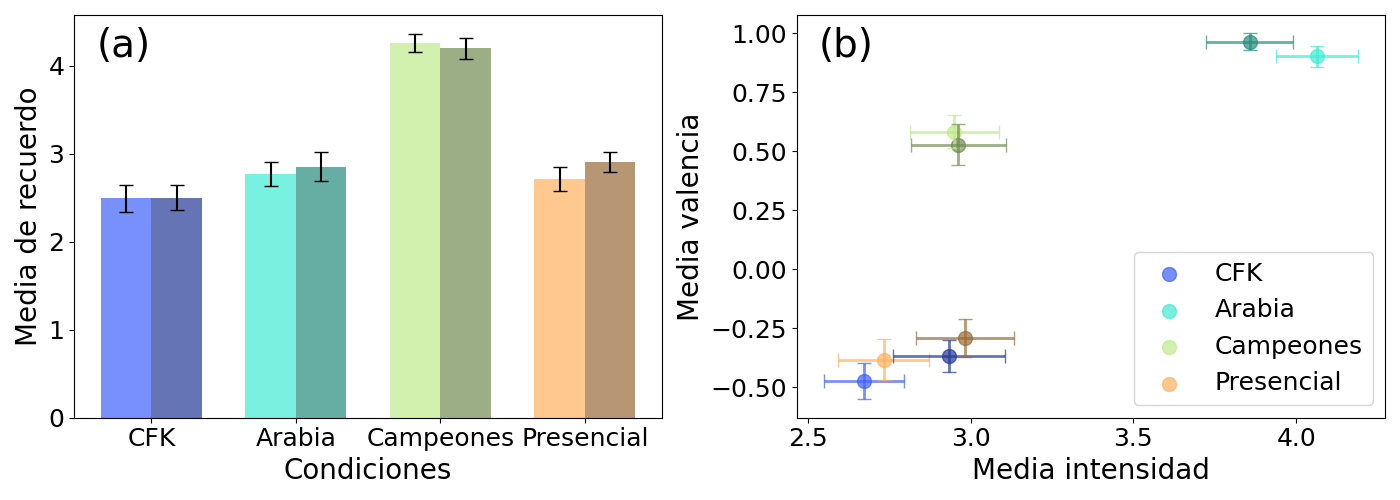 (a)
Media de recuerdo
4
3
2
1
0
CFK Arabia Campeones Presencial
Condiciones
(b)
Media valencia
1.00
0.75
0.50
0.25
0.00
−0.25
−0.50
CFK
Arabia
Campeones
Presencial
2.5 3.0 3.5 4.0
Media intensidad